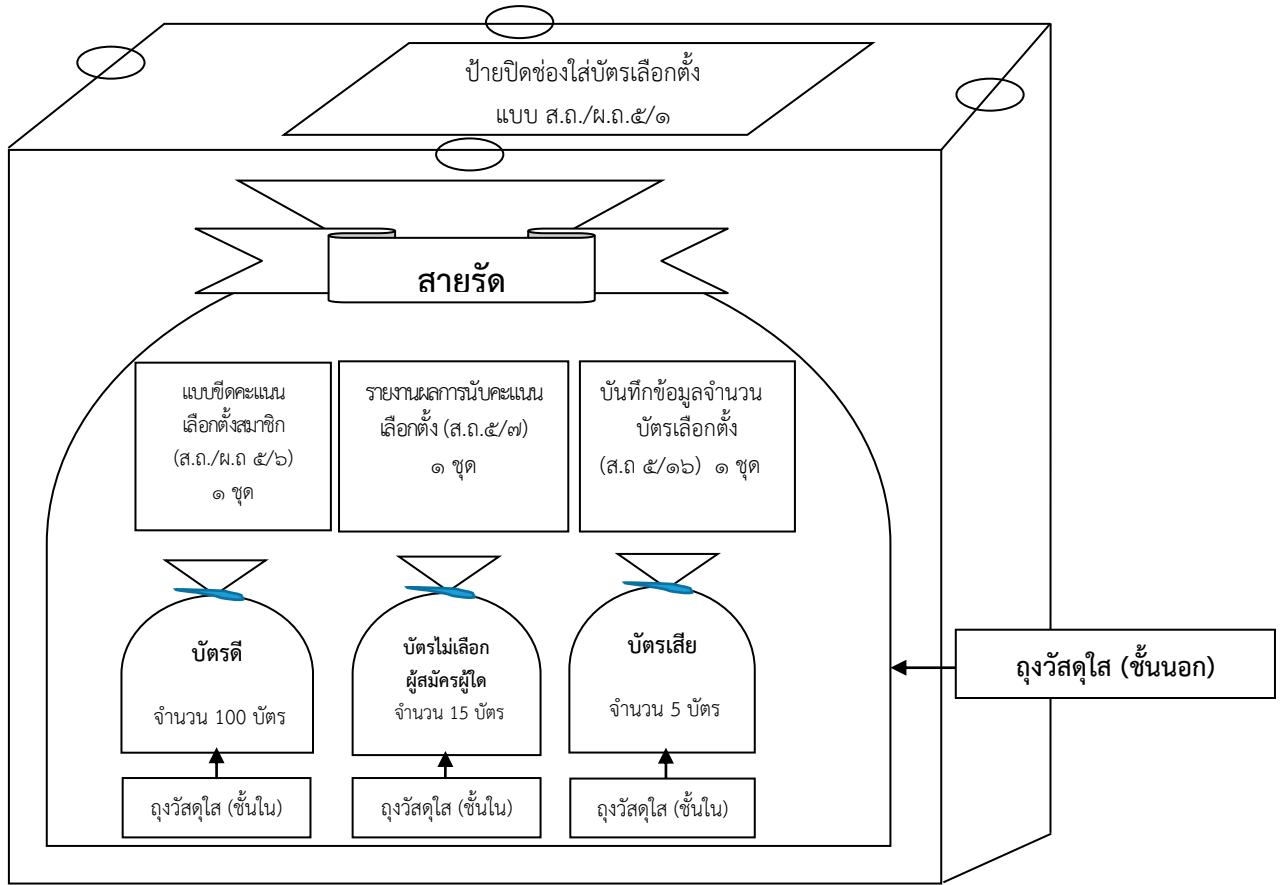 ป้ายปิดช่องใส่บัตรเลือกตั้ง
แบบ ส.ถ./ผ.ถ.๕/๑
สายรัด
แบบขีดคะแนน
เลือกตั้งสมาชิก
(ส.ถ./ผ.ถ ๕/๖)
๑ ชุด
รายงานผลการนับคะแนน
เลือกตั้ง (ส.ถ.๕/๗)
๑ ชุด
บันทึกข้อมูลจำนวน
บัตรเลือกตั้ง
(ส.ถ ๕/๑๖) ๑ ชุด
บัตรดี
จำนวน 100 บัตร
บัตรไม่เลือก
ผู้สมัครผู้ใด
จำนวน 15 บัตร
บัตรเสีย
จำนวน 5 บัตร
ถุงวัสดุใส (ชั้นนอก)
ถุงวัสดุใส (ชั้นใน)
ถุงวัสดุใส (ชั้นใน)
ถุงวัสดุใส (ชั้นใน)